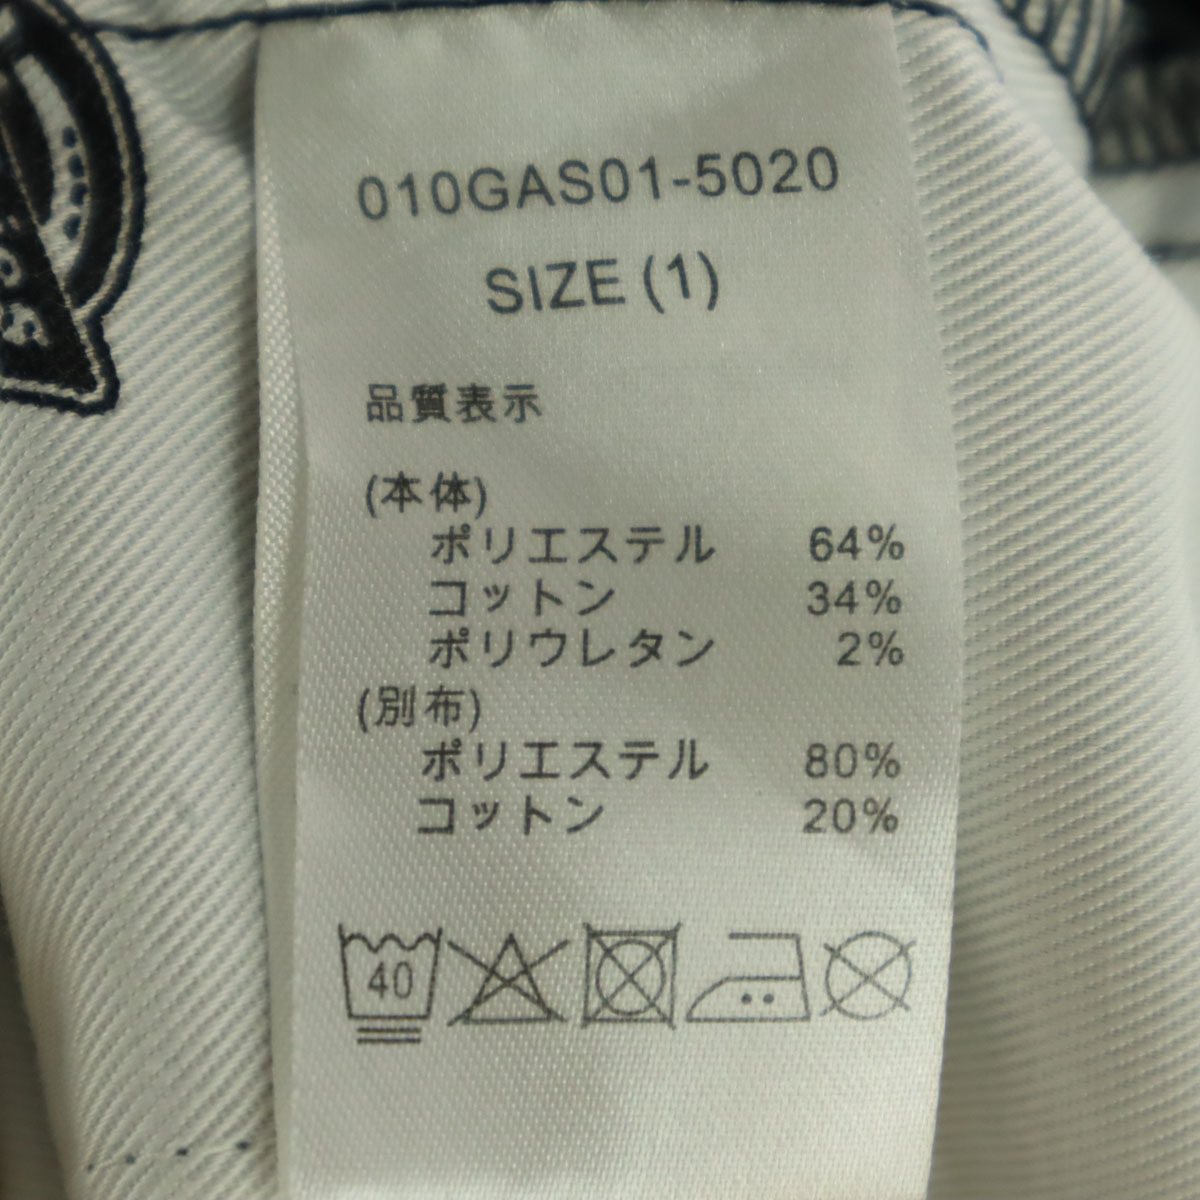 010GAS01-5020
SIZE (1)
品質表示
(本体)
ポリエステル 64%
コットン 34%
ポリウレタン 2%
(別布)
ポリエステル 80%
コットン 20%
40